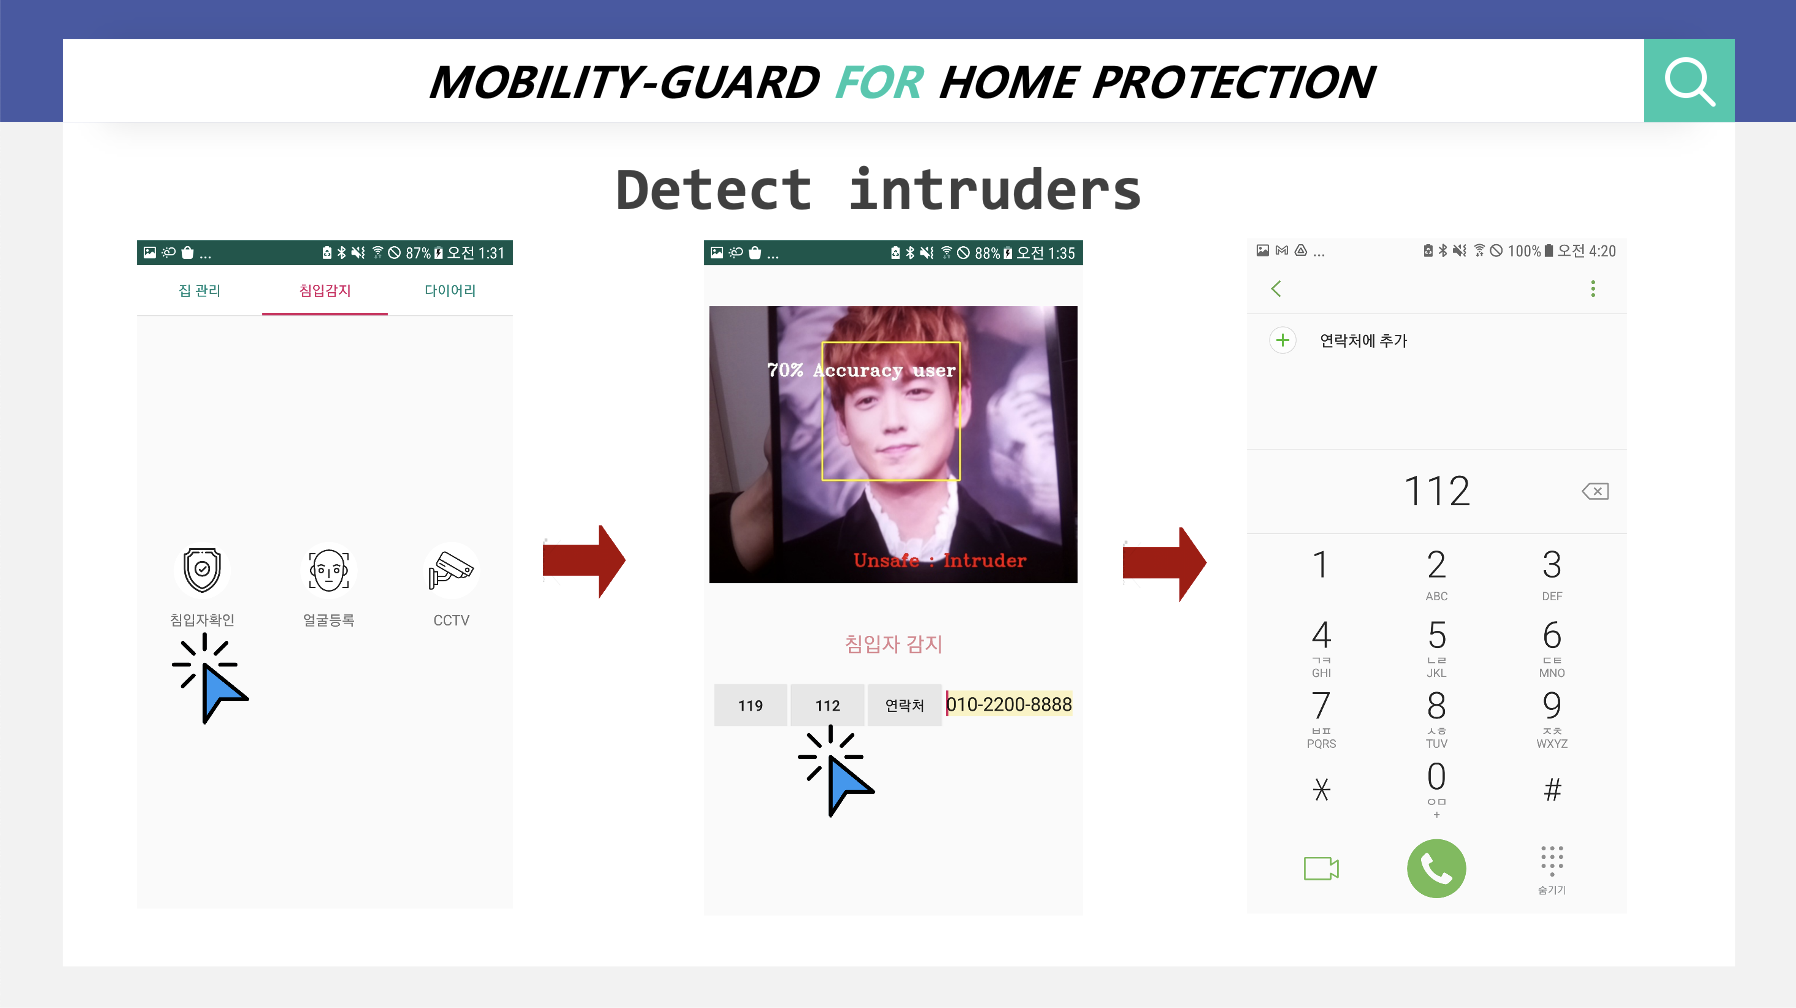 MOBILITY-GUARD FOR HOME PROTECTION
Detect intruders
... 87% 오전 1:31
집 관리 침입감지 다이어리
침입자확인 얼굴등록 CCTV
... 88% 오전 1:35
70% Accuracy user
Unsafe : Intruder
침입자 감지
119 112 연락처 010-2200-8888
... 100% 오전 4:20
연락처에 추가
112
1 2 3
ABC DEF
4 5 6
ㄱㅋ ㄴㄹ ㄷㅌ
GHI JKL MNO
7 8 9
ㅂㅍ ㅅㅎ ㅈㅊ
PQRS TUV WXYZ
* 0 #
ㅇㅁ
+
숨기기